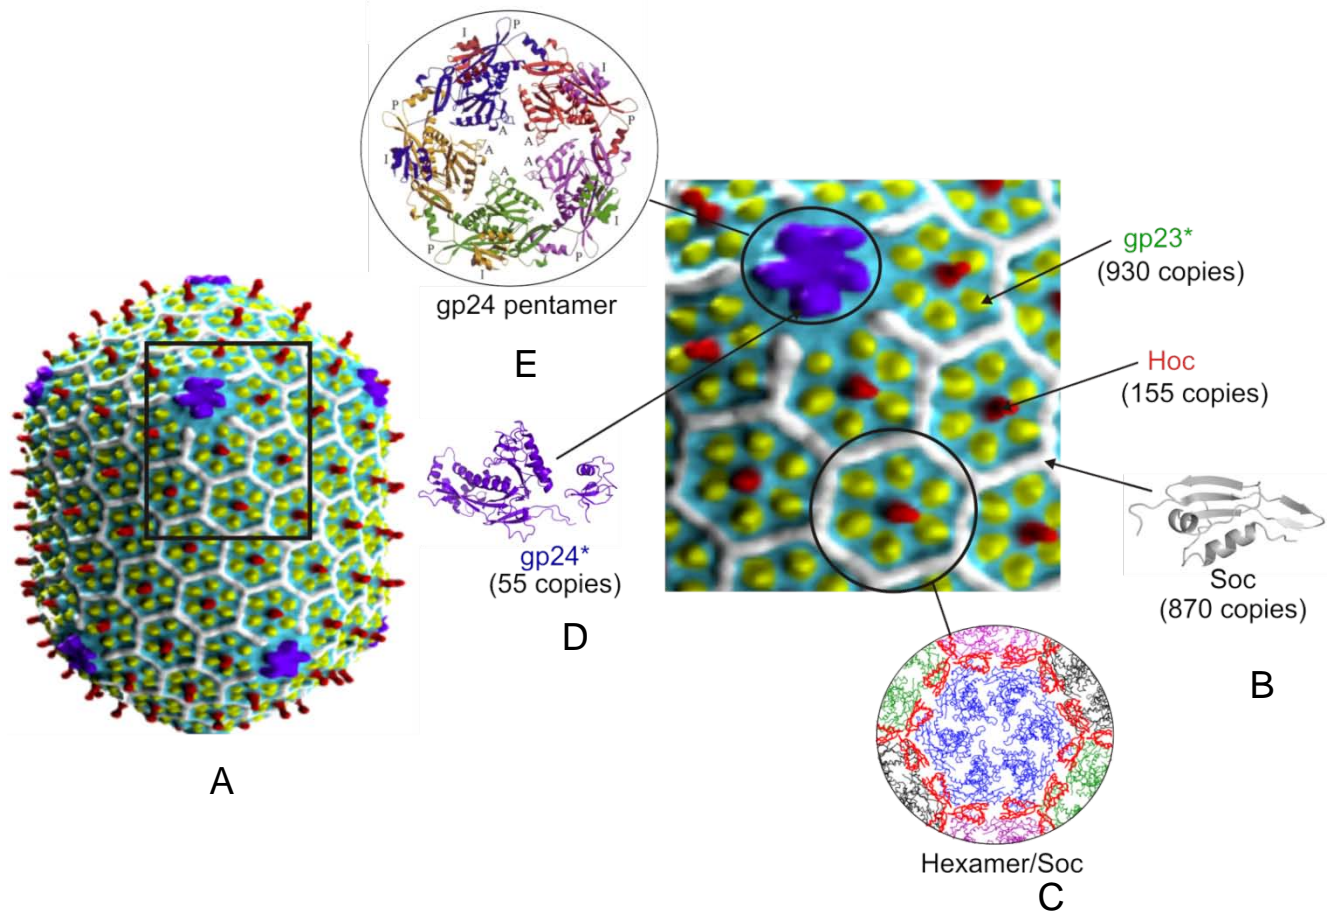 I
P
I
P
P
I
A
A
A
A
A
I
P
I
P
gp24 pentamer
E
gp23*
(930 copies)
Hoc
(155 copies)
gp24*
(55 copies)
D
Soc
(870 copies)
B
A
Hexamer/Soc
C